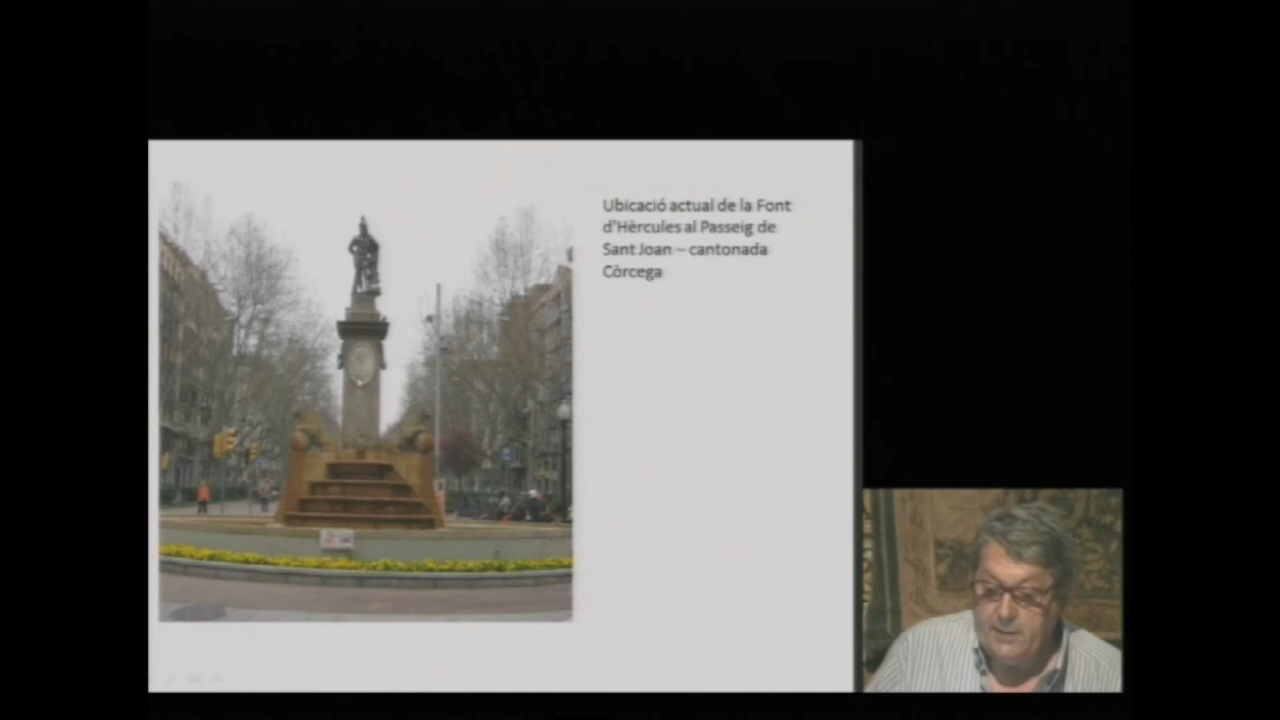 Ubicació actual de la Font
d'Hèrcules al Passeig de
Sant Joan – cantonada
Còrcega